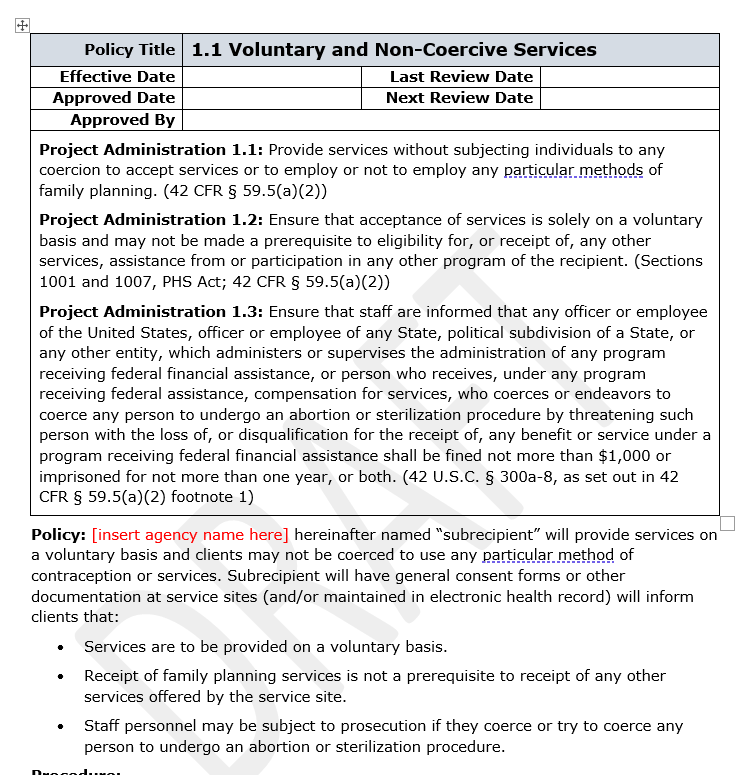 Policy Title 1.1 Voluntary and Non-Coercive Services
Effective Date Last Review Date
Approved Date Next Review Date
Approved By
Project Administration 1.1: Provide services without subjecting individuals to any
coercion to accept services or to employ or not to employ any particular methods of
family planning. (42 CFR § 59.5(a)(2))
Project Administration 1.2: Ensure that acceptance of services is solely on a voluntary
basis and may not be made a prerequisite to eligibility for, or receipt of, any other
services, assistance from or participation in any other program of the recipient. (Sections
1001 and 1007, PHS Act; 42 CFR § 59.5(a)(2))
Project Administration 1.3: Ensure that staff are informed that any officer or employee
of the United States, officer or employee of any State, political subdivision of a State, or
any other entity, which administers or supervises the administration of any program
receiving federal financial assistance, or person who receives, under any program
receiving federal assistance, compensation for services, who coerces or endeavors to
coerce any person to undergo an abortion or sterilization procedure by threatening such
person with the loss of, or disqualification for the receipt of, any benefit or service under a
program receiving federal financial assistance shall be fined not more than $1,000 or
imprisoned for not more than one year, or both. (42 U.S.C. § 300a-8, as set out in 42
CFR § 59.5(a)(2) footnote 1)
Policy: [insert agency name here] hereinafter named “subrecipient” will provide services on
a voluntary basis and clients may not be coerced to use any particular method of
contraception or services. Subrecipient will have general consent forms or other
documentation at service sites (and/or maintained in electronic health record) will inform
clients that:
• Services are to be provided on a voluntary basis.
• Receipt of family planning services is not a prerequisite to receipt of any other
services offered by the service site.
• Staff personnel may be subject to prosecution if they coerce or try to coerce any
person to undergo an abortion or sterilization procedure.
Procedure:
DRAFT